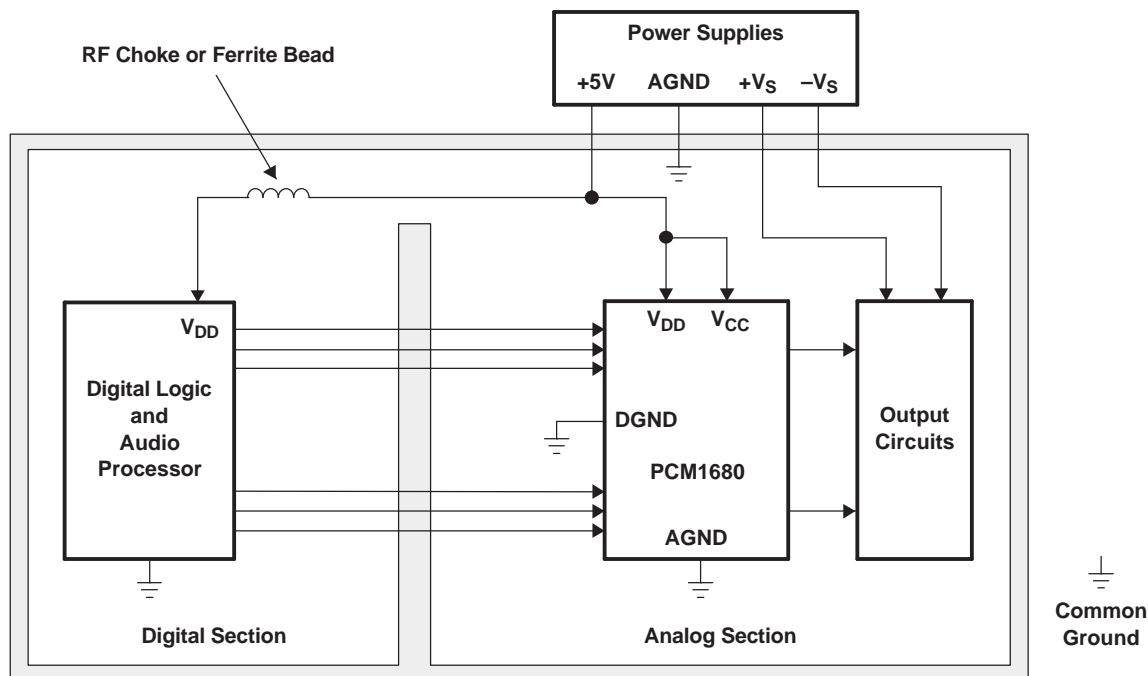 Power Supplies
+5V AGND +VS –VS
RF Choke or Ferrite Bead
VDD
Digital Logic
and
Audio
Processor
VDD VCC
DGND
PCM1680
AGND
Output
Circuits
Digital Section
Analog Section
Common
Ground